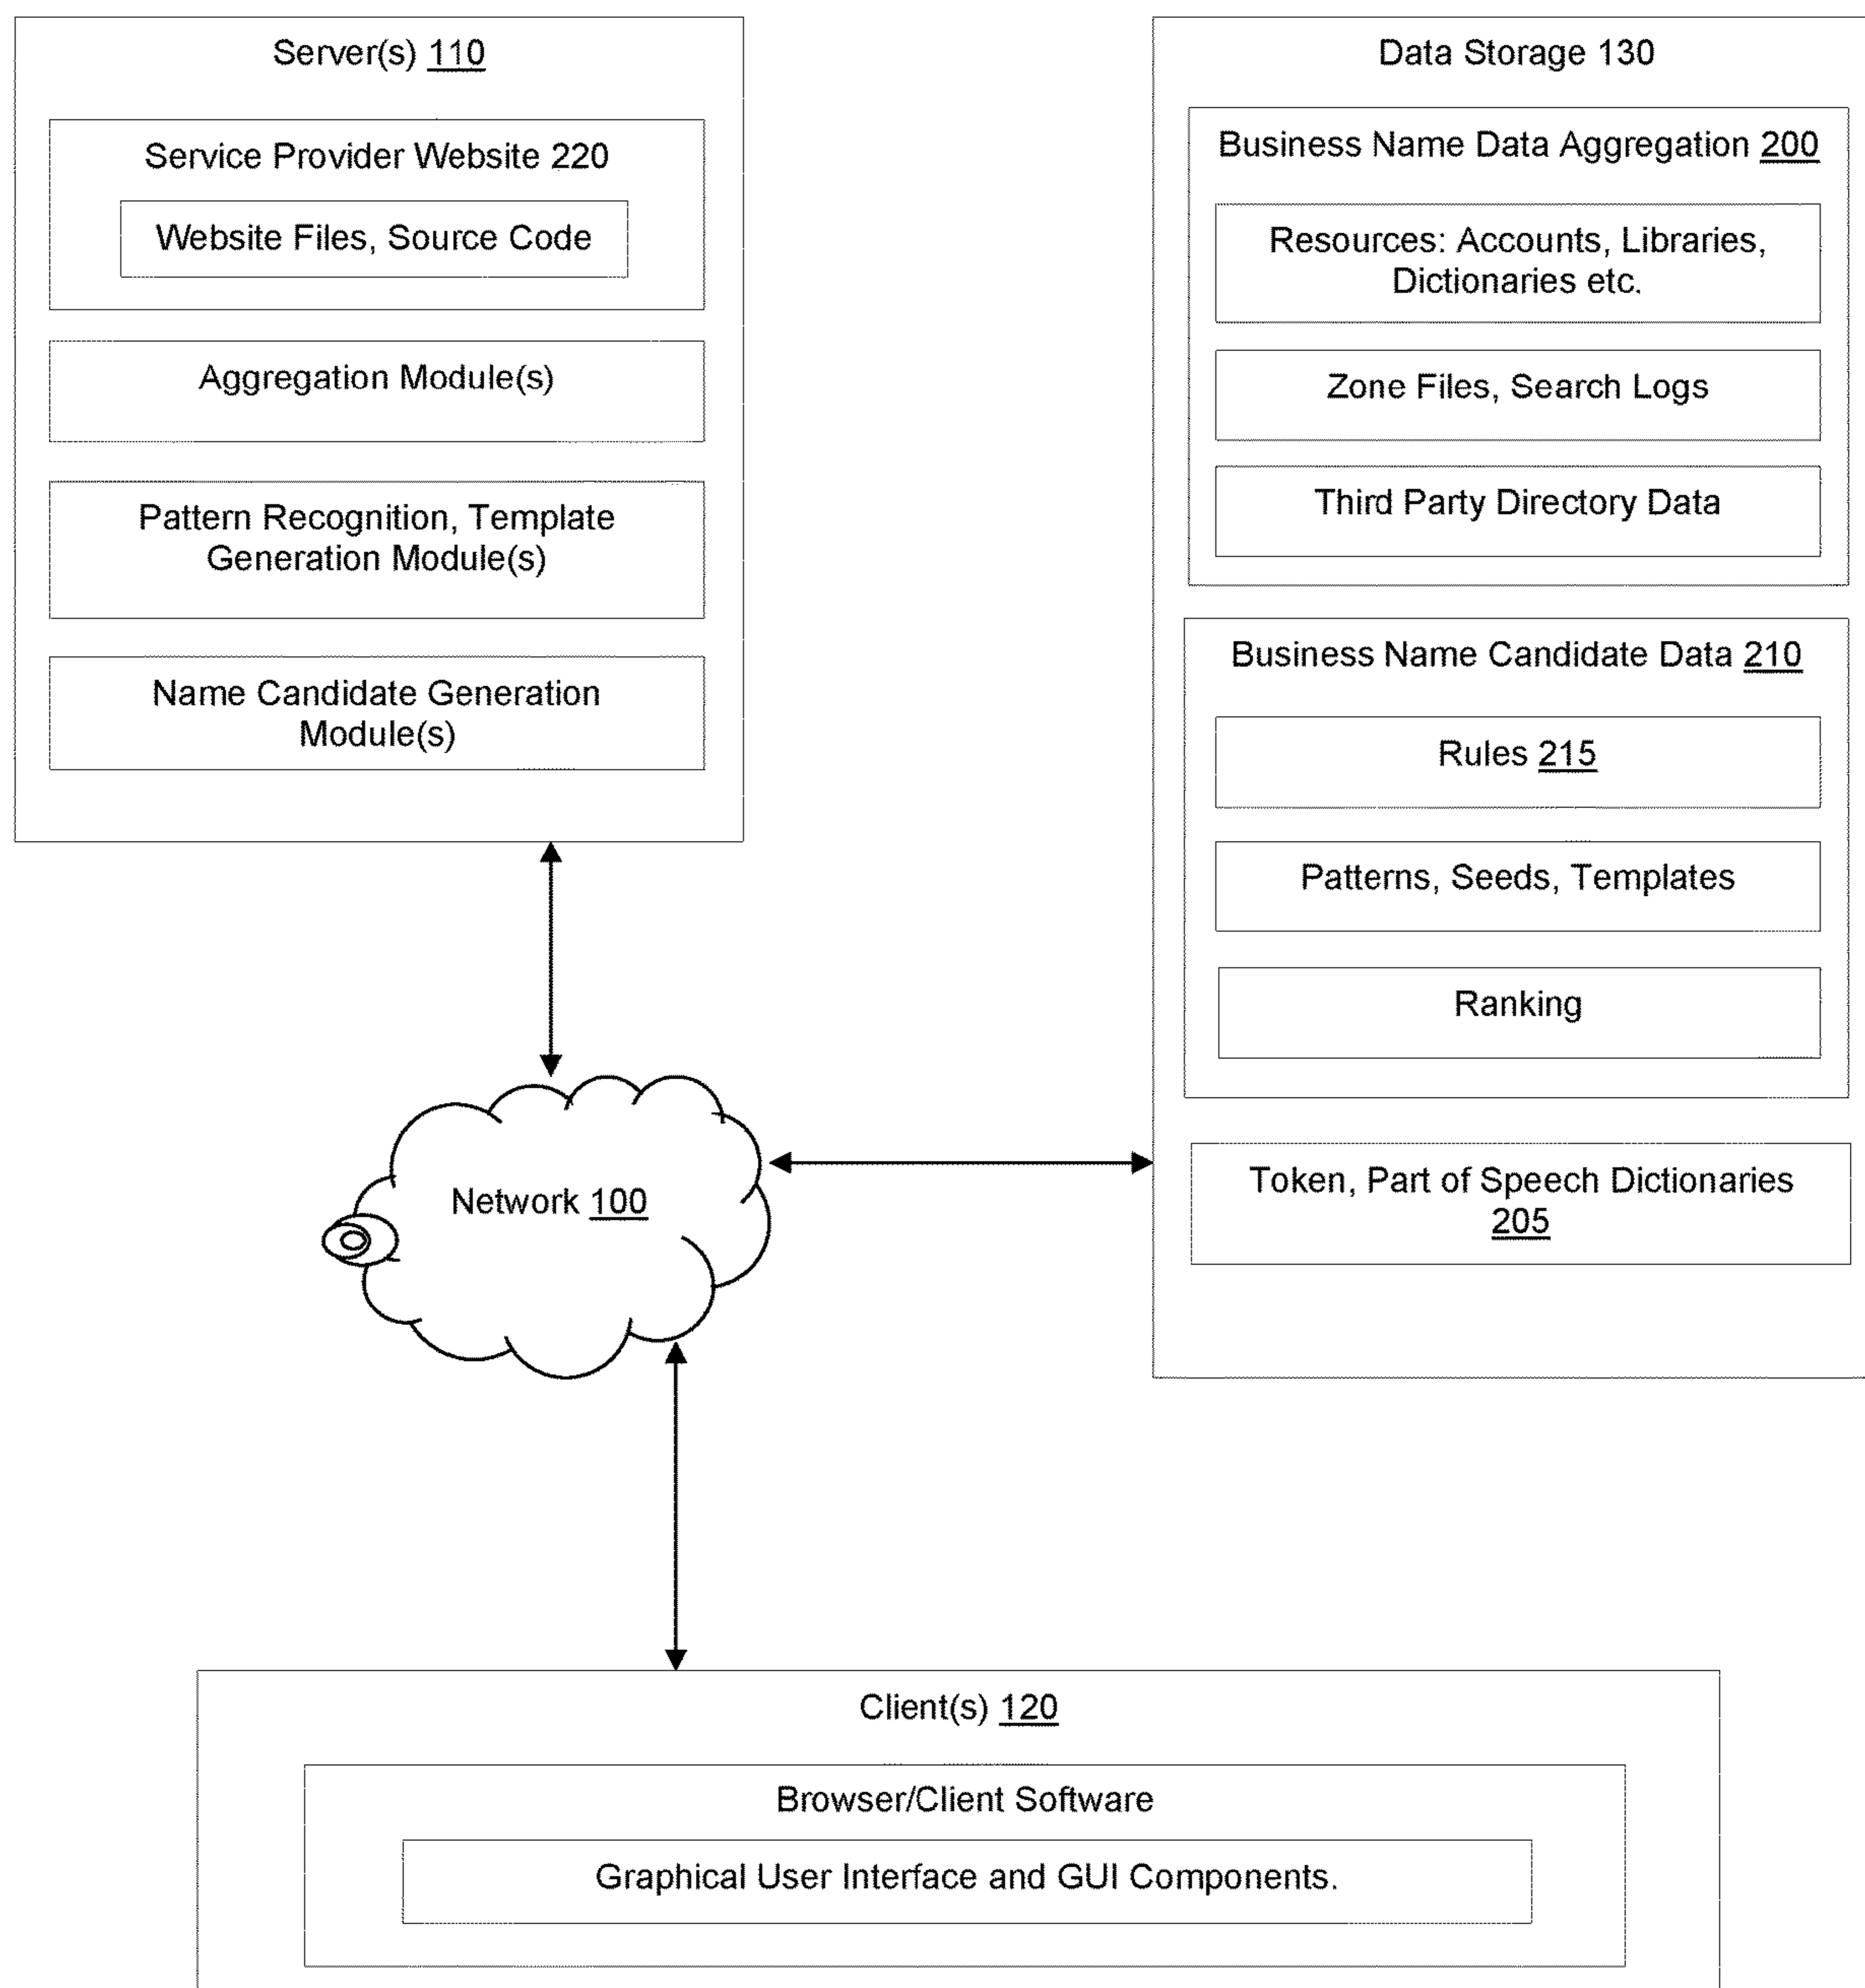 Server(s) 110
Service Provider Website 220
Website Files, Source Code
Aggregation Module(s)
Pattern Recognition, Template
Generation Module(s)
Name Candidate Generation
Module(s)
Data Storage 130
Business Name Data Aggregation 200
Resources: Accounts, Libraries,
Dictionaries etc.
Zone Files, Search Logs
Third Party Directory Data
Business Name Candidate Data 210
Rules 215
Patterns, Seeds, Templates
Ranking
Token, Part of Speech Dictionaries
205
Network 100
Client(s) 120
Browser/Client Software
Graphical User Interface and GUI Components.